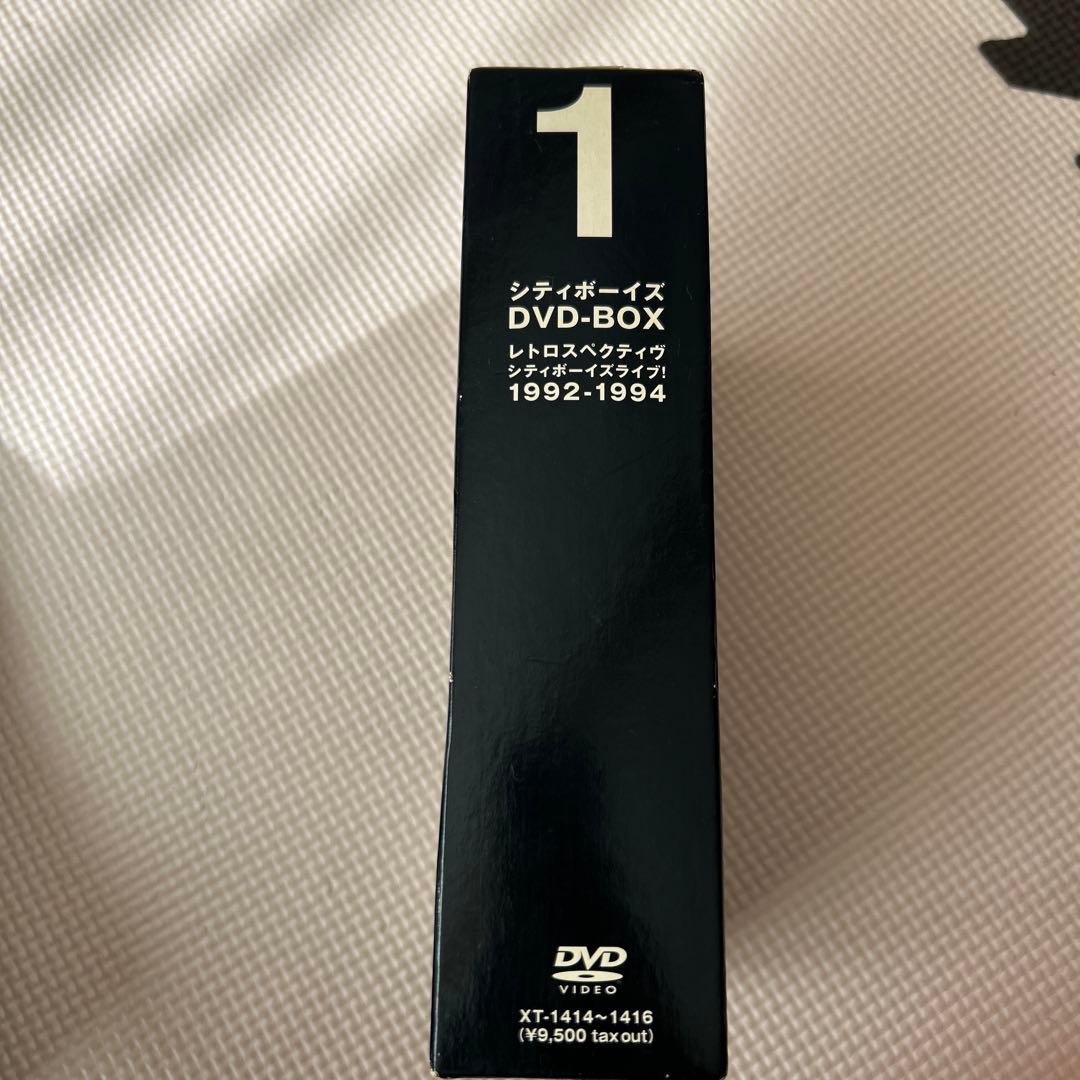 1
シティボーイズ
DVD-BOX
レトロスペクティヴ
シティボーイズライブ!
1992-1994
DVD
VIDEO
XT-1414〜1416
(¥9,500 tax out)